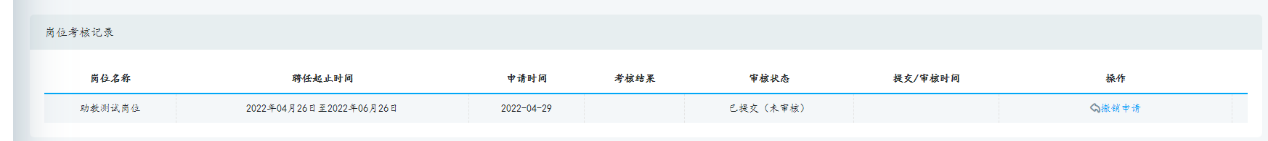 岗位考核记录
岗位名称 聘任起止时间 申请时间 考核结果 审核状态 提交/审核时间 操作
助教测试岗位 2022年04月26日至2022年06月26日 2022-04-29 已提交（未审核） 撤销申请